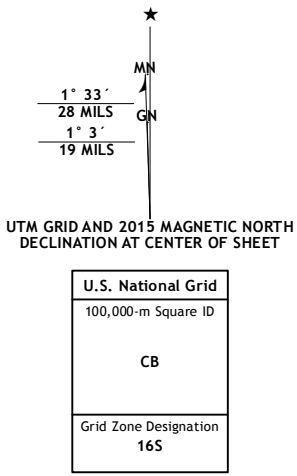 MN
1° 33´
28 MILS
GN
1° 3´
19 MILS
UTM GRID AND 2015 MAGNETIC NORTH
DECLINATION AT CENTER OF SHEET
U.S. National Grid
100,000-m Square ID
CB
Grid Zone Designation
16S